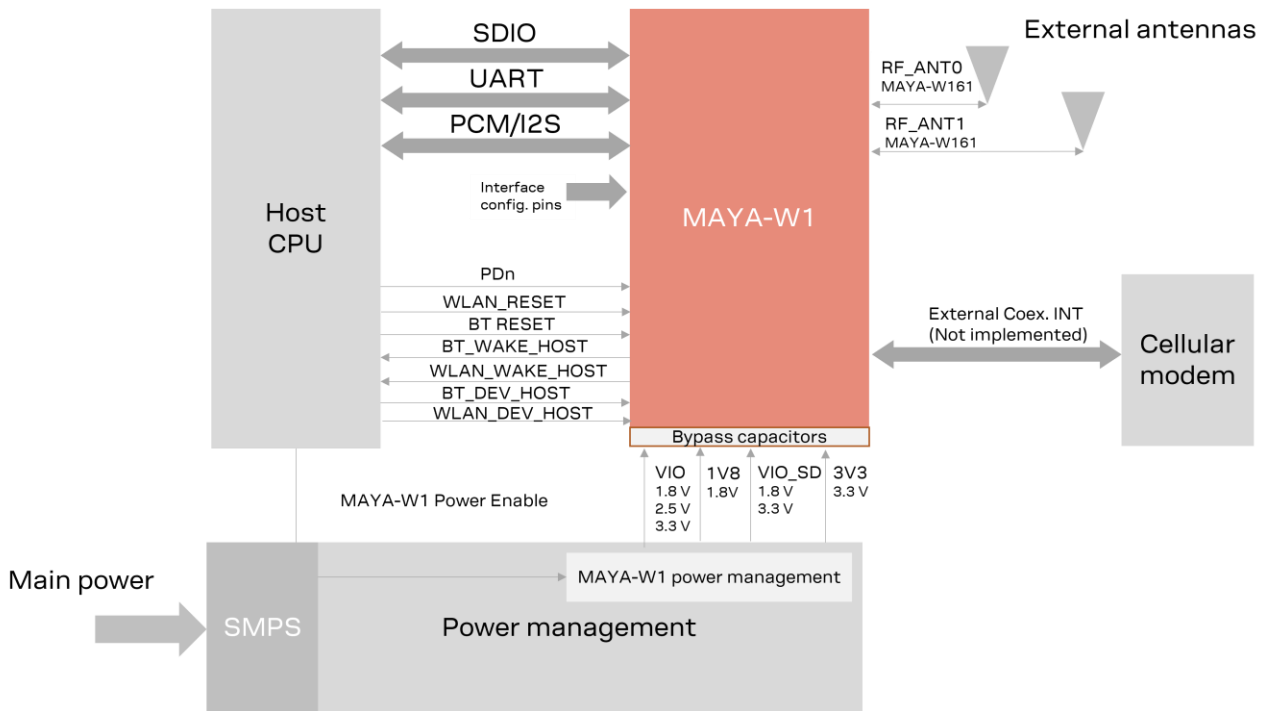 External antennas
SDIO
UART
PCM/I2S
RF_ANT0
MAYA-W161
RF_ANT1
MAYA-W161
Interface
config. pins
Host
CPU
MAYA-W1
PDn
WLAN_RESET
BT RESET
BT_WAKE_HOST
WLAN_WAKE_HOST
BT_DEV_HOST
WLAN_DEV_HOST
External Coex. INT
(Not implemented)
Cellular
modem
Bypass capacitors
VIO
1.8 V
2.5 V
3.3 V
1V8
1.8V
VIO_SD
1.8 V
3.3 V
3V3
3.3 V
MAYA-W1 Power Enable
Main power
SMPS
MAYA-W1 power management
Power management